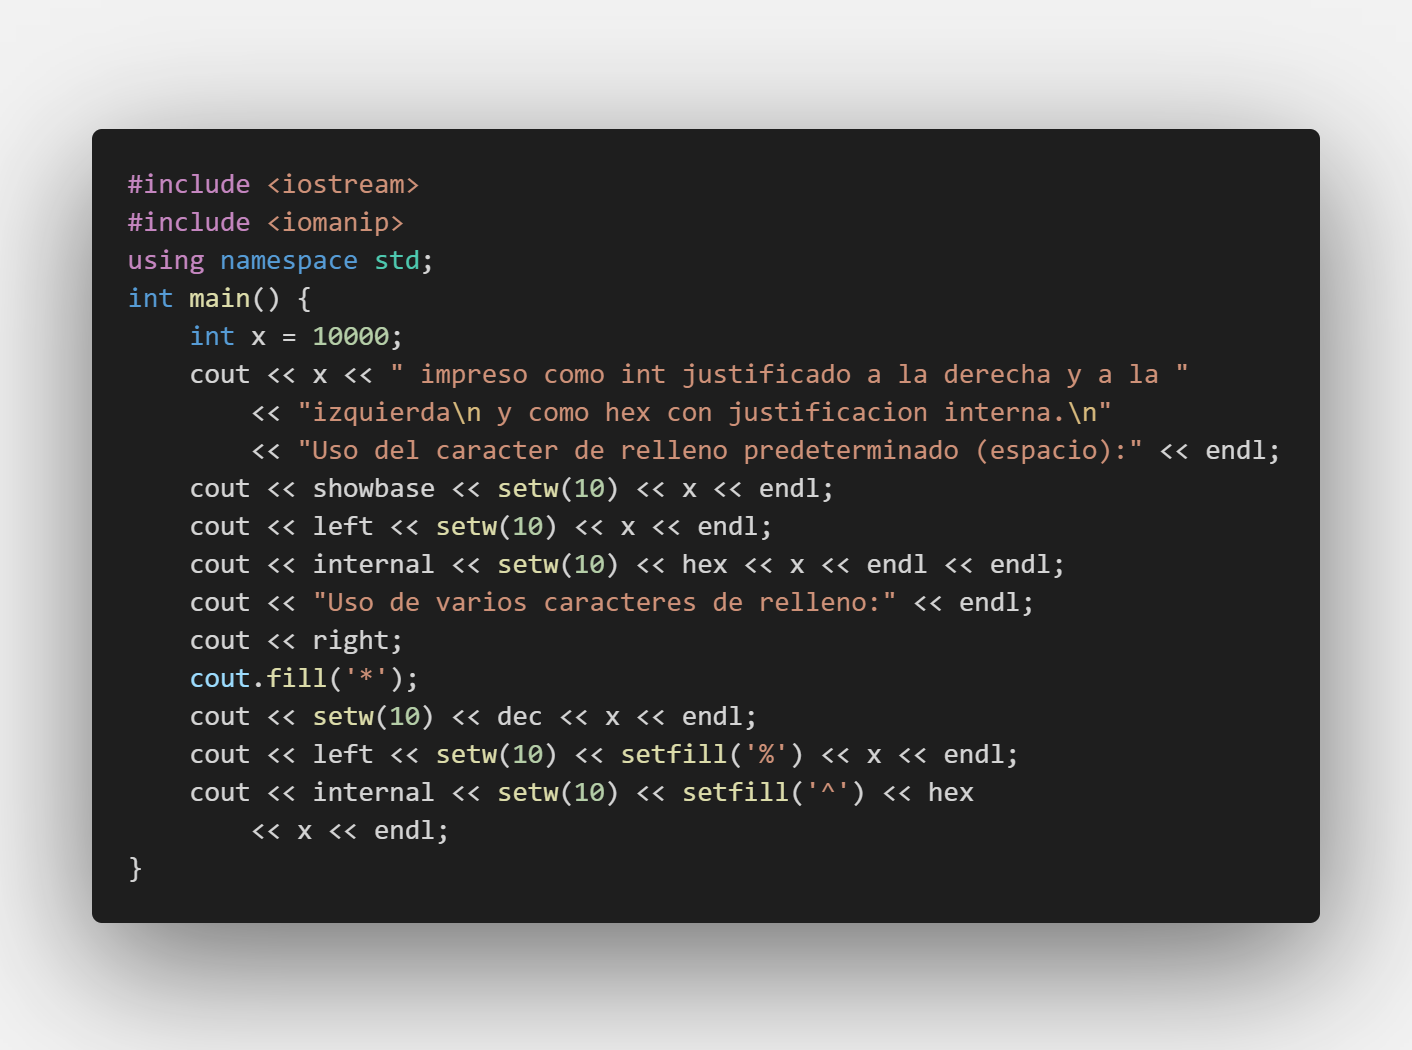 #include <iostream>
#include <iomanip>
using namespace std;
int main() {
    int x = 10000;
    cout << x << " impreso como int justificado a la derecha y a la "
        << "izquierda\n y como hex con justificacion interna.\n"
        << "Uso del caracter de relleno predeterminado (espacio):" << endl;
    cout << showbase << setw(10) << x << endl;
    cout << left << setw(10) << x << endl;
    cout << internal << setw(10) << hex << x << endl << endl;
    cout << "Uso de varios caracteres de relleno:" << endl;
    cout << right;
    cout.fill('*');
    cout << setw(10) << dec << x << endl;
    cout << left << setw(10) << setfill('%') << x << endl;
    cout << internal << setw(10) << setfill('^') << hex
        << x << endl;
}